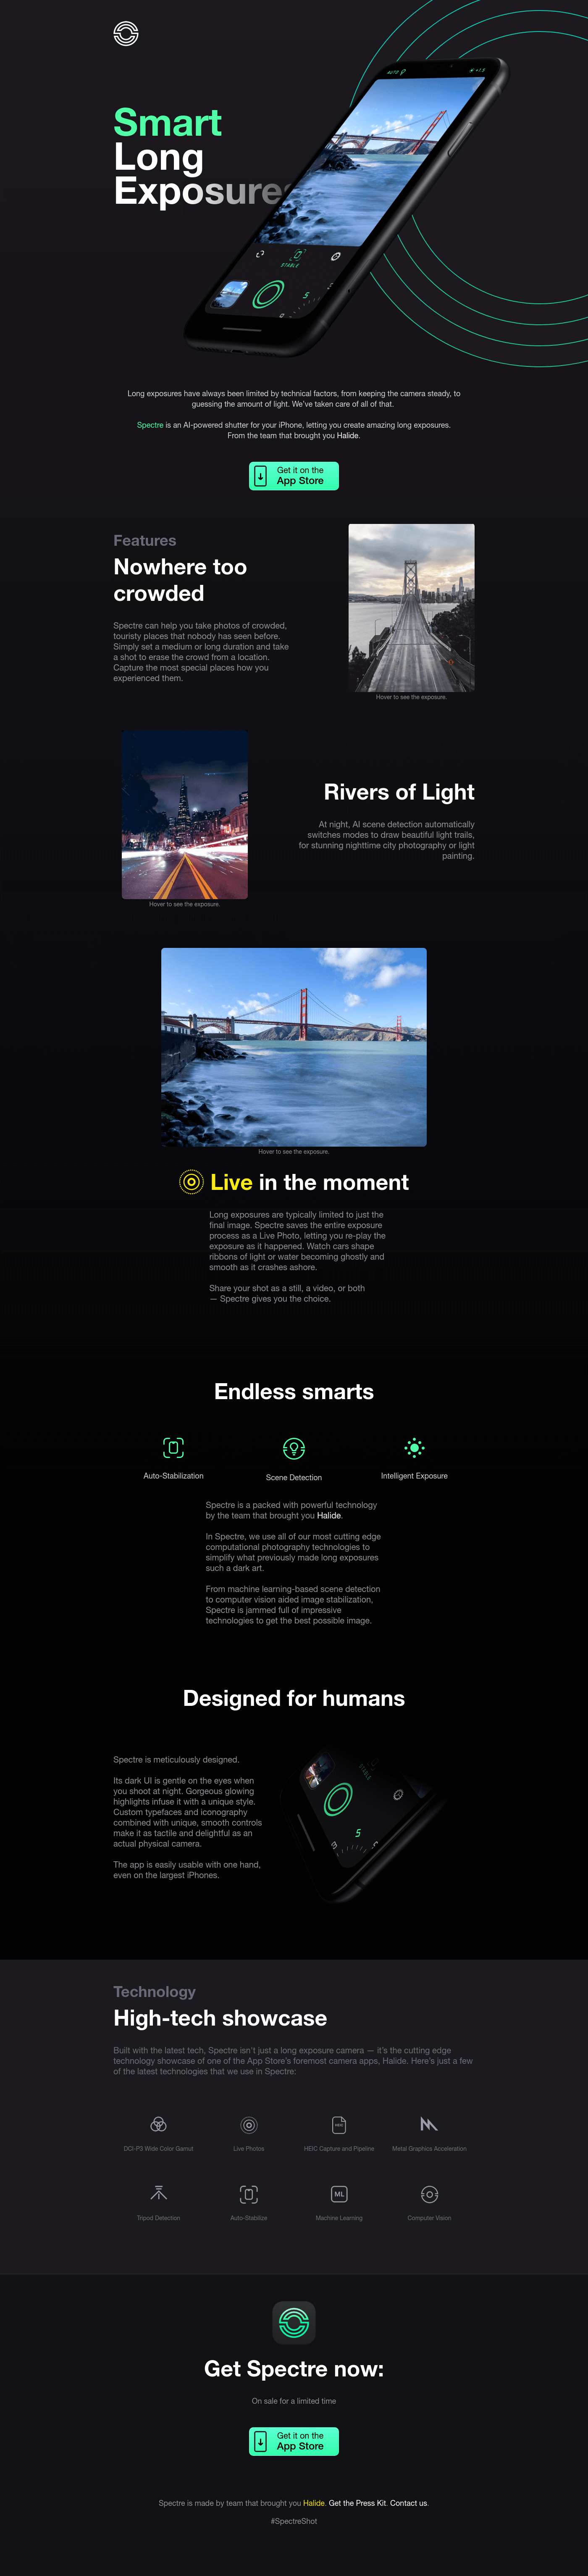 Smart
Long
Exposures
AUTO
+1.3
STABLE
5
Long exposures have always been limited by technical factors, from keeping the camera steady, to
guessing the amount of light. We've taken care of all of that.
Spectre is an AI-powered shutter for your iPhone, letting you create amazing long exposures.
From the team that brought you Halide.
Get it on the
App Store
Features
Nowhere too
crowded
Spectre can help you take photos of crowded,
touristy places that nobody has seen before.
Simply set a medium or long duration and take
a shot to erase the crowd from a location.
Capture the most special places how you
experienced them.
Hover to see the exposure.
Rivers of Light
At night, AI scene detection automatically
switches modes to draw beautiful light trails,
for stunning nighttime city photography or light
painting.
Hover to see the exposure.
Hover to see the exposure.
Live in the moment
Long exposures are typically limited to just the
final image. Spectre saves the entire exposure
process as a Live Photo, letting you re-play the
exposure as it happened. Watch cars shape
ribbons of light or water becoming ghostly and
smooth as it crashes ashore.
Share your shot as a still, a video, or both
— Spectre gives you the choice.
Endless smarts
Auto-Stabilization
Scene Detection
Intelligent Exposure
Spectre is a packed with powerful technology
by the team that brought you Halide.
In Spectre, we use all of our most cutting edge
computational photography technologies to
simplify what previously made long exposures
such a dark art.
From machine learning-based scene detection
to computer vision aided image stabilization,
Spectre is jammed full of impressive
technologies to get the best possible image.
Designed for humans
Spectre is meticulously designed.
Its dark UI is gentle on the eyes when
you shoot at night. Gorgeous glowing
highlights infuse it with a unique style.
Custom typefaces and iconography
combined with unique, smooth controls
make it as tactile and delightful as an
actual physical camera.
The app is easily usable with one hand,
even on the largest iPhones.
5
3
Technology
High-tech showcase
Built with the latest tech, Spectre isn't just a long exposure camera — it's the cutting edge
technology showcase of one of the App Store's foremost camera apps, Halide. Here's just a few
of the latest technologies that we use in Spectre:
HEIC
DCI-P3 Wide Color Gamut
Live Photos
HEIC Capture and Pipeline
Metal Graphics Acceleration
ML
Tripod Detection
Auto-Stabilize
Machine Learning
Computer Vision
Get Spectre now:
On sale for a limited time
Get it on the
App Store
Spectre is made by team that brought you Halide. Get the Press Kit. Contact us.
#SpectreShot